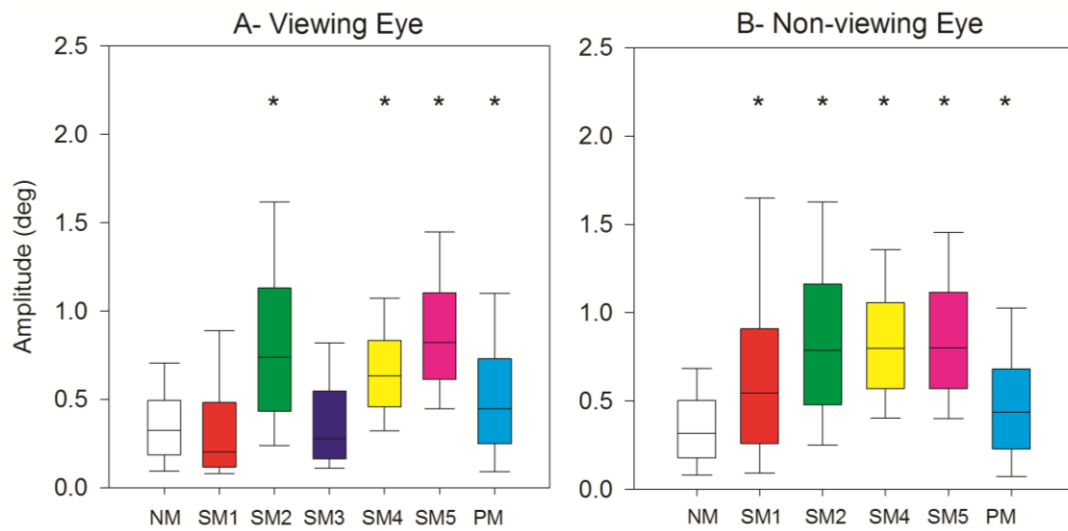 A- Viewing Eye
2.5
2.0
1.5
1.0
0.5
0.0
Amplitude (deg)
* * * *
NM SM1 SM2 SM3 SM4 SM5 PM
B- Non-viewing Eye
2.5
2.0
1.5
1.0
0.5
0.0
* * * * *
NM SM1 SM2 SM4 SM5 PM